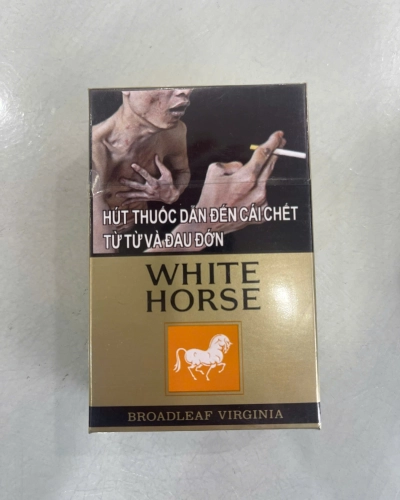 HÚT THUỐC DẪN ĐẾN CÁI CHẾT
TỪ TỪ VÀ ĐAU ĐỚN
WHITE
HORSE
BROADLEAF VIRGINIA